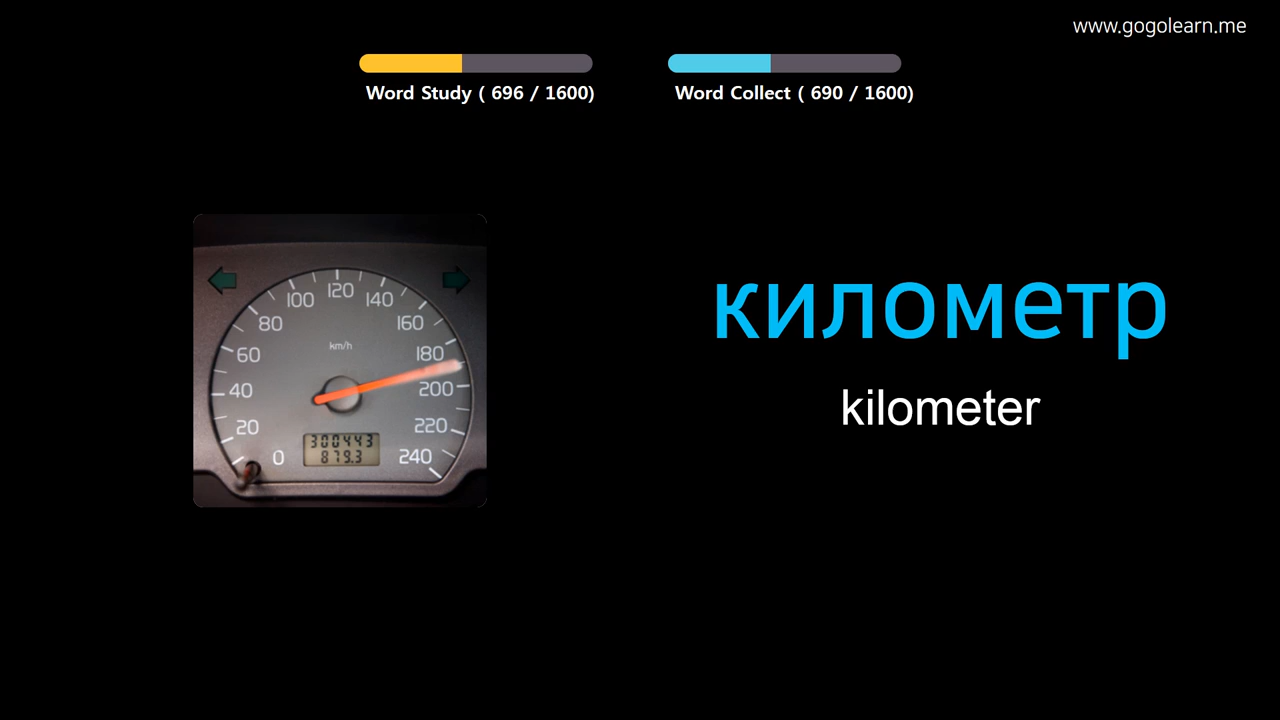 www.gogolearn.me
Word Study ( 696 / 1600)
Word Collect ( 690 / 1600)
120
100 140
80 160
km/h
60 180
40 200
20 220
0 240
300443
879.3
километр
kilometer